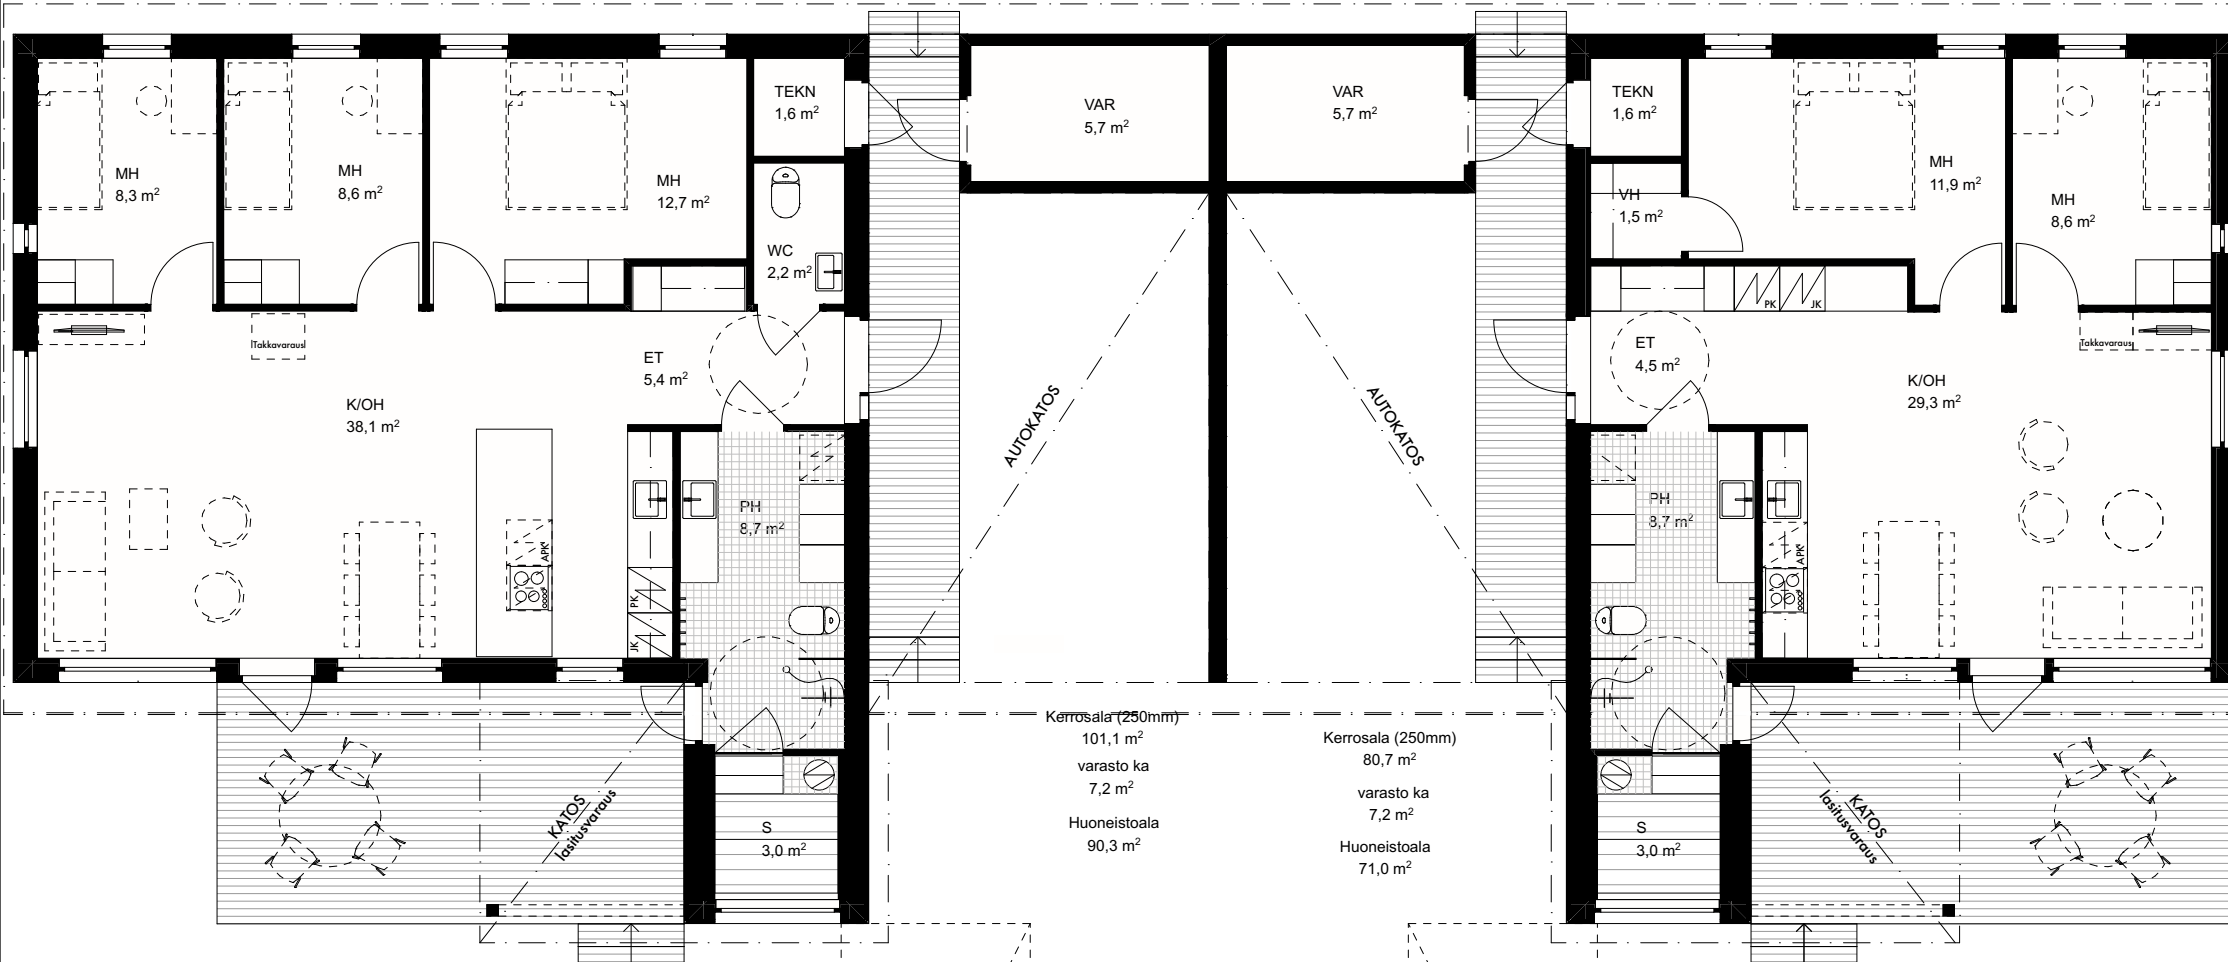 TEKN
1,6 m²
VAR
5,7 m²
VAR
5,7 m²
TEKN
1,6 m²
MH
8,3 m²
MH
8,6 m²
MH
12,7 m²
MH
11,9 m²
VH
1,5 m²
MH
8,6 m²
WC
2,2 m²
PK
JK
Takkavaraus
ET
5,4 m²
ET
4,5 m²
Takkavaraus
K/OH
38,1 m²
K/OH
29,3 m²
AUTOKATOS
AUTOKATOS
PH
8,7 m²
PH
8,7 m²
APK
APK
PK
JK
Kerrosala (250mm)
101,1 m²
varasto ka
7,2 m²
Huoneistoala
90,3 m²
Kerrosala (250mm)
80,7 m²
varasto ka
7,2 m²
Huoneistoala
71,0 m²
KATOS
lasitusvaraus
KATOS
lasitusvaraus
S
3,0 m²
S
3,0 m²